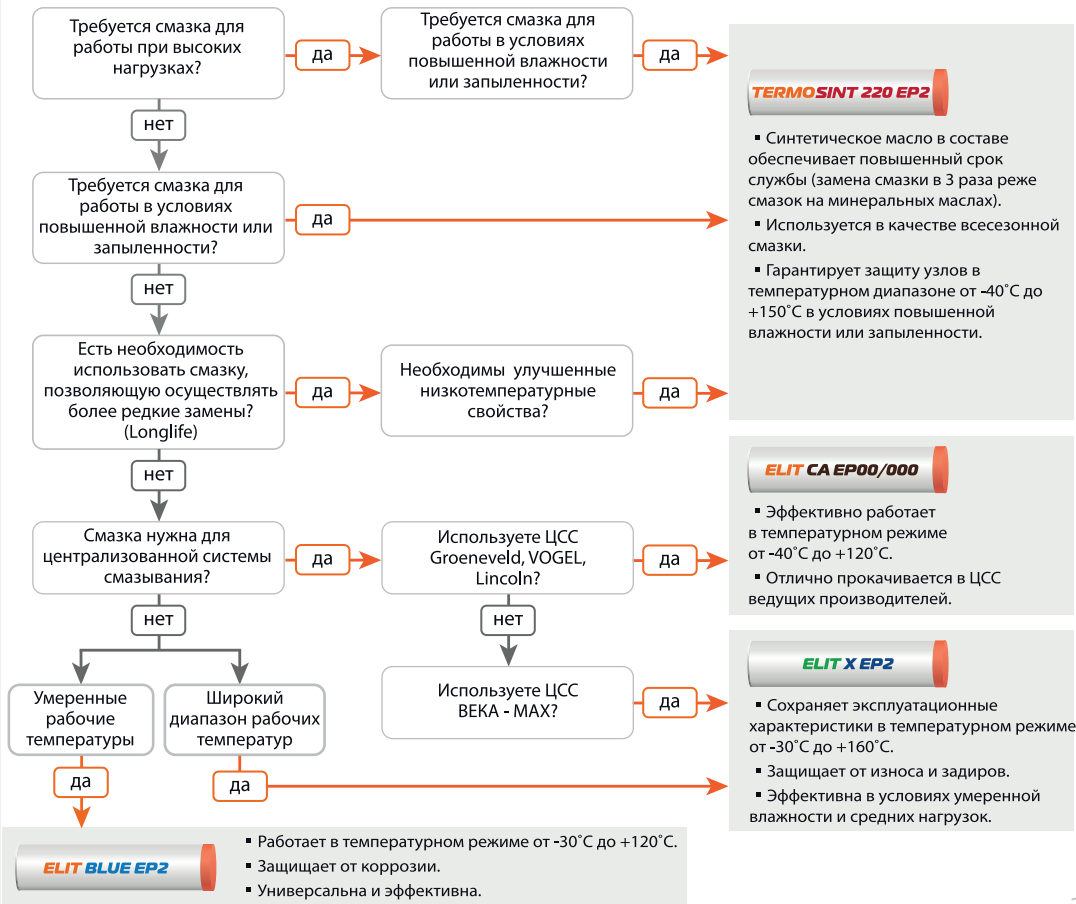 Требуется смазка для
работы при высоких
нагрузках?
да
Требуется смазка для
работы в условиях
повышенной влажности
или запыленности?
да
нет
Требуется смазка для
работы в условиях
повышенной влажности или
запыленности?
да
нет
Есть необходимость
использовать смазку,
позволяющую осуществлять
более редкие замены?
(Longlife)
да
Необходимы улучшенные
низкотемпературные
свойства?
да
TERMOSINT 220 EP2
▪ Синтетическое масло в составе
обеспечивает повышенный срок
службы (замена смазки в 3 раза реже
смазок на минеральных маслах).
▪ Используется в качестве всесезонной
смазки.
▪ Гарантирует защиту узлов в
температурном диапазоне от -40˚C до
+150˚C в условиях повышенной
влажности или запыленности.
нет
Смазка нужна для
централизованной системы
смазывания?
да
Используете ЦСС
Groeneveld, VOGEL,
Lincoln?
да
ELIT CA EP00/000
▪ Эффективно работает
в температурном режиме
от -40˚C до +120˚C.
▪ Отлично прокачивается в ЦСС
ведущих производителей.
нет
нет
Используете ЦСС
BEKA - MAX?
да
Умеренные
рабочие
температуры
Широкий
диапазон рабочих
температур
да
да
ELIT X EP2
▪ Сохраняет эксплуатационные
характеристики в температурном режиме
от -30˚C до +160˚C.
▪ Защищает от износа и задиров.
▪ Эффективна в условиях умеренной
влажности и средних нагрузок.
ELIT BLUE EP2
▪ Работает в температурном режиме от -30˚C до +120˚C.
▪ Защищает от коррозии.
▪ Универсальна и эффективна.